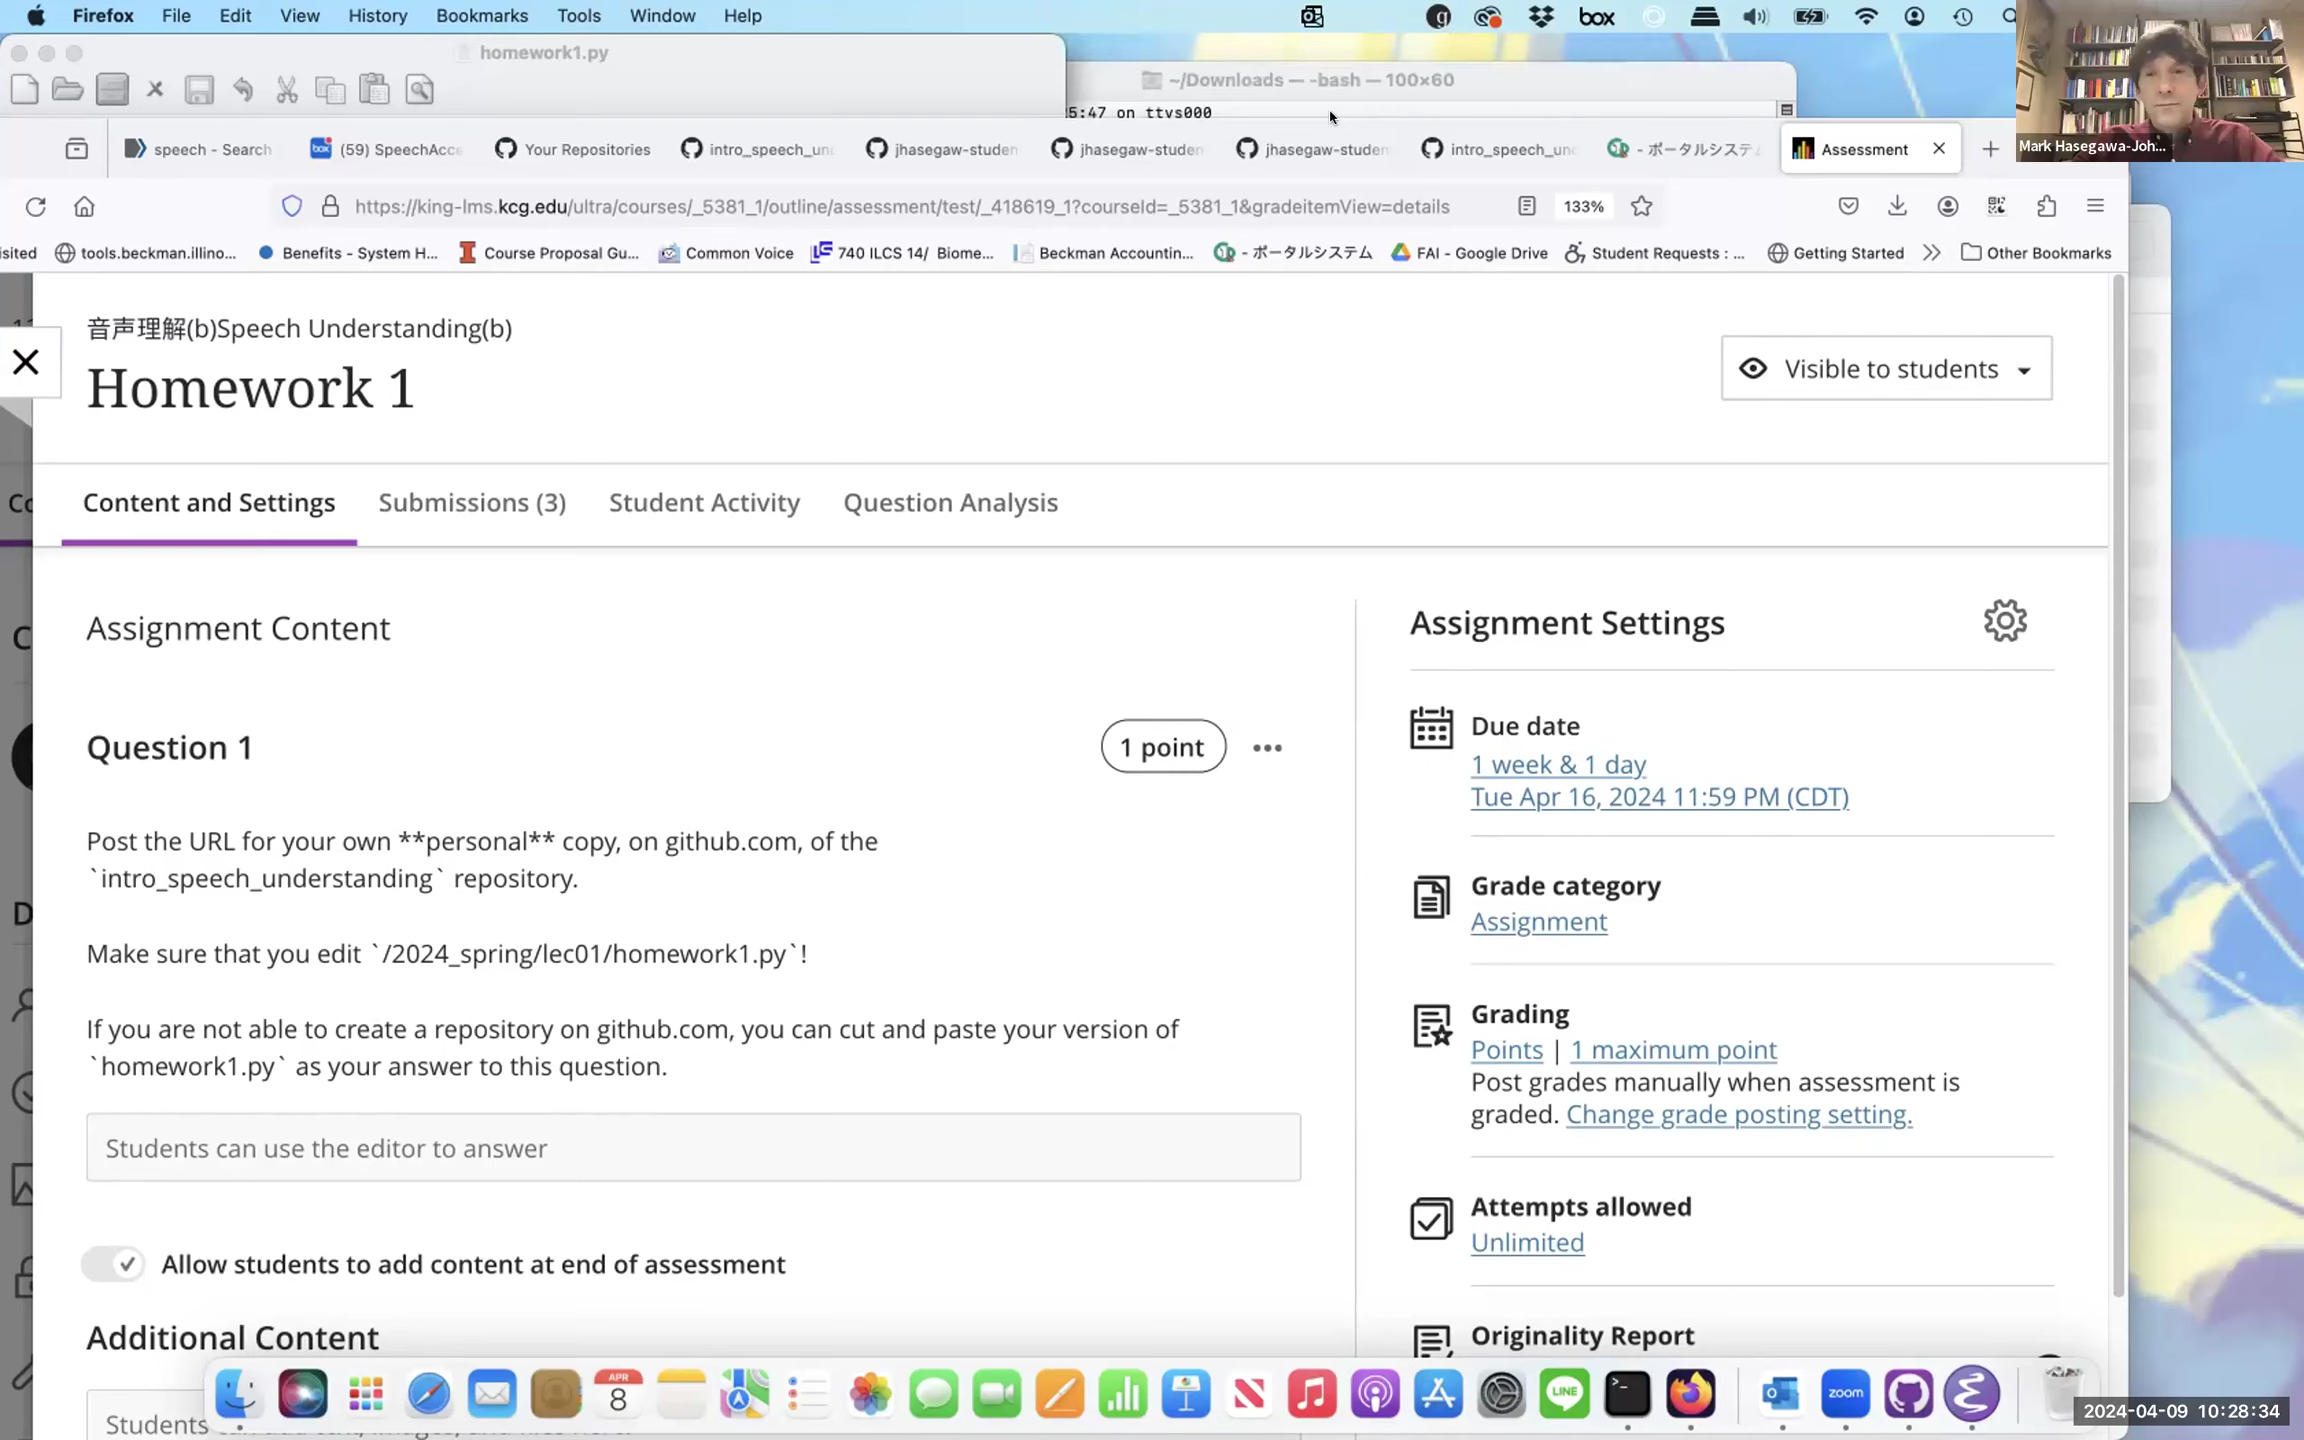 Firefox File Edit View History Bookmarks Tools Window Help box
homework1.py
~/Downloads — -bash — 100×60
5:47 on ttys000
speech - Search
(59) SpeechAcce
Your Repositories
intro_speech_un
jhasegaw-studen
jhasegaw-studen
jhasegaw-studen
intro_speech_un
- ポータルシステ
Assessment
Mark Hasegawa-Joh...
https://king-lms.kcg.edu/ultra/courses/_5381_1/outline/assessment/test/_418619_1?courseId=_5381_1&gradeitemView=details
133%
isited
tools.beckman.illino...
Benefits - System H...
Course Proposal Gu...
Common Voice
740 ILCS 14/ Biome...
Beckman Accountin...
- ポータルシステム
FAI - Google Drive
Student Requests : ...
Getting Started
Other Bookmarks
音声理解(b)Speech Understanding(b)
Homework 1
Visible to students
Content and Settings
Submissions (3)
Student Activity
Question Analysis
Assignment Content
Question 1
1 point
Post the URL for your own **personal** copy, on github.com, of the
`intro_speech_understanding` repository.
Make sure that you edit `/2024_spring/lec01/homework1.py`!
If you are not able to create a repository on github.com, you can cut and paste your version of
`homework1.py` as your answer to this question.
Students can use the editor to answer
Allow students to add content at end of assessment
Additional Content
Students
Assignment Settings
Due date
1 week & 1 day
Tue Apr 16, 2024 11:59 PM (CDT)
Grade category
Assignment
Grading
Points | 1 maximum point
Post grades manually when assessment is
graded. Change grade posting setting.
Attempts allowed
Unlimited
Originality Report
APR
8
LINE
zoom
2024-04-09 10:28:34